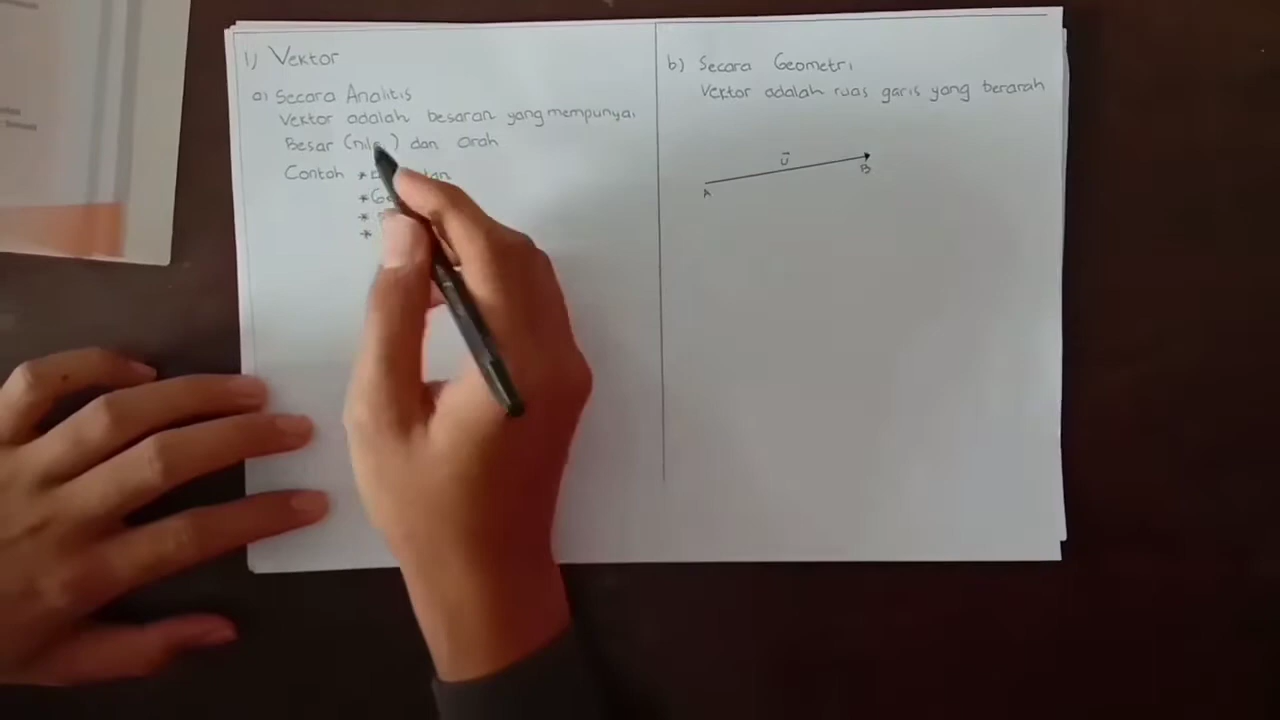 1) Vektor
a) Secara Analitis
Vektor adalah besaran yang mempunyai
Besar (nilai) dan Arah
Contoh *
*
*
*
b) Secara Geometri
Vektor adalah ruas garis yang berarah
u⃗
A
B